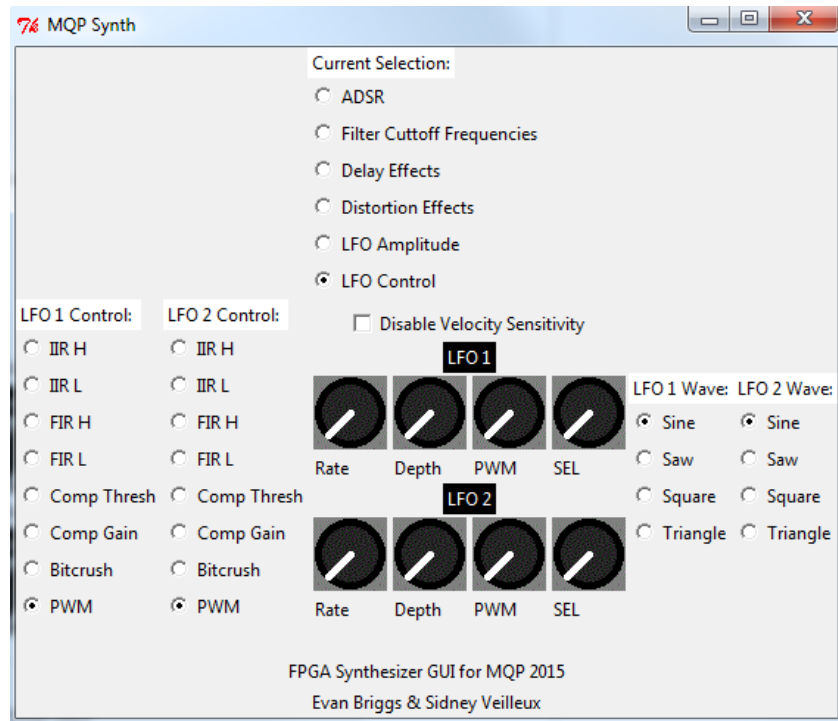 MQP Synth
Current Selection:
ADSR
Filter Cuttoff Frequencies
Delay Effects
Distortion Effects
LFO Amplitude
LFO Control
Disable Velocity Sensitivity
LFO 1 Control:
IIR H
IIR L
FIR H
FIR L
Comp Thresh
Comp Gain
Bitcrush
PWM
LFO 2 Control:
IIR H
IIR L
FIR H
FIR L
Comp Thresh
Comp Gain
Bitcrush
PWM
LFO 1
Rate Depth PWM SEL
LFO 2
Rate Depth PWM SEL
LFO 1 Wave:
Sine
Saw
Square
Triangle
LFO 2 Wave:
Sine
Saw
Square
Triangle
FPGA Synthesizer GUI for MQP 2015
Evan Briggs & Sidney Veilleux